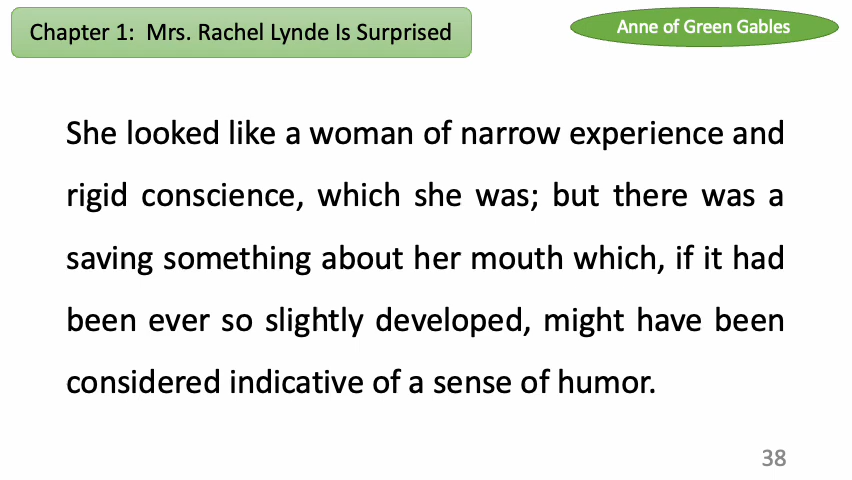 Chapter 1: Mrs. Rachel Lynde Is Surprised
Anne of Green Gables
She looked like a woman of narrow experience and
rigid conscience, which she was; but there was a
saving something about her mouth which, if it had
been ever so slightly developed, might have been
considered indicative of a sense of humor.
38